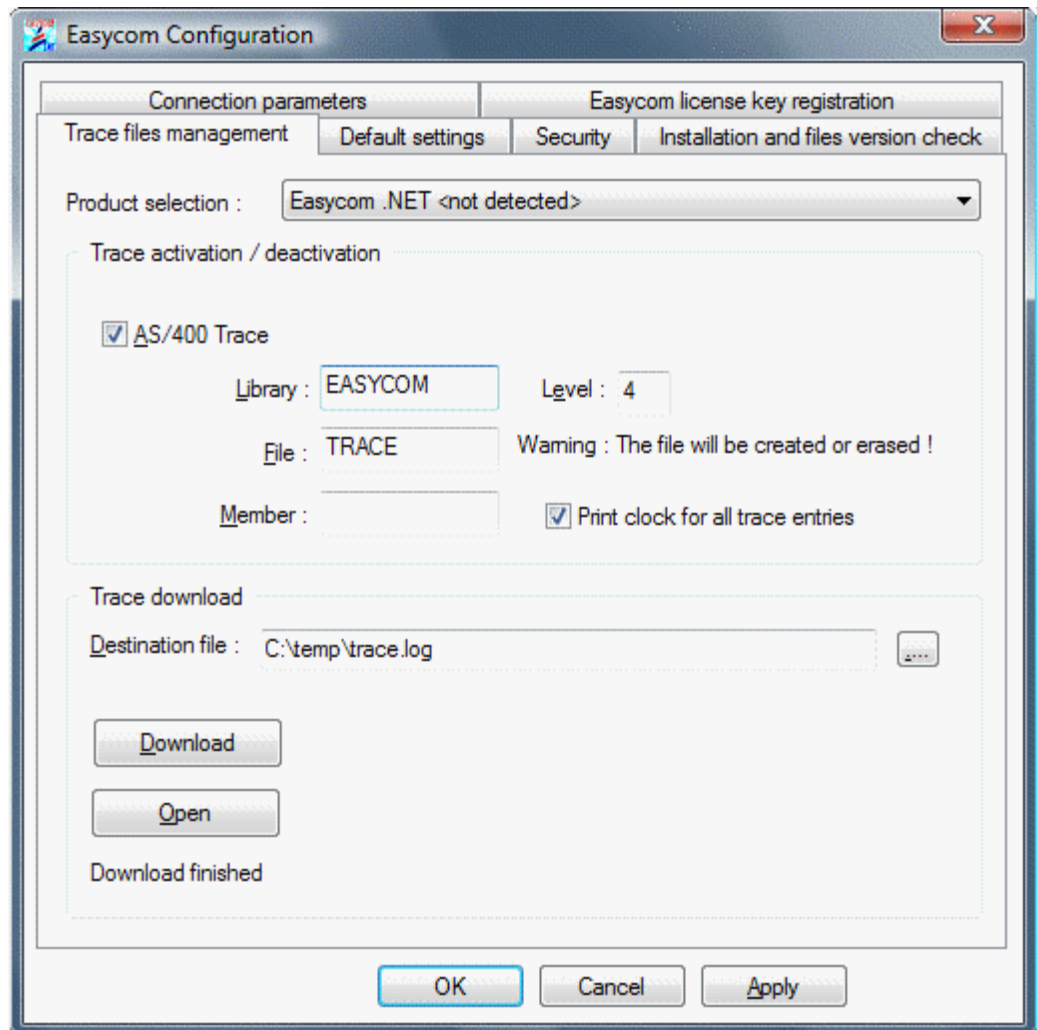 Easycom Configuration
Connection parameters
Easycom license key registration
Trace files management
Default settings
Security
Installation and files version check
Product selection :
Easycom .NET <not detected>
Trace activation / deactivation
AS/400 Trace
Library :
EASYCOM
Level :
4
File :
TRACE
Warning : The file will be created or erased !
Member :
Print clock for all trace entries
Trace download
Destination file :
C:\temp\trace.log
....
Download
Open
Download finished
OK
Cancel
Apply